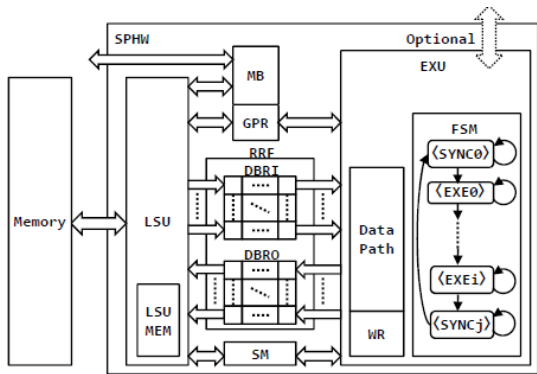 SPHW
Optional
EXU
MB
GPR
FSM
⟨SYNC0⟩
⟨EXE0⟩
⟨EXEi⟩
⟨SYNCj⟩
RRF
DBRI
Memory
LSU
Data
Path
DBRO
LSU
MEM
WR
SM